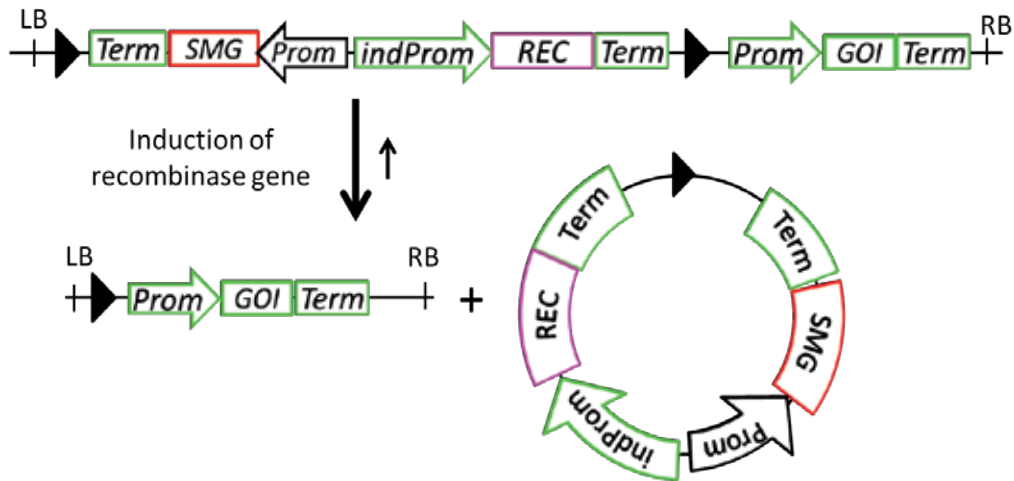 LB
RB
Term SMG Prom indProm REC Term Prom GOI Term
Induction of
recombinase gene
LB
RB
Prom GOI Term
+
Term
Term
REC
SMG
indProm
Prom